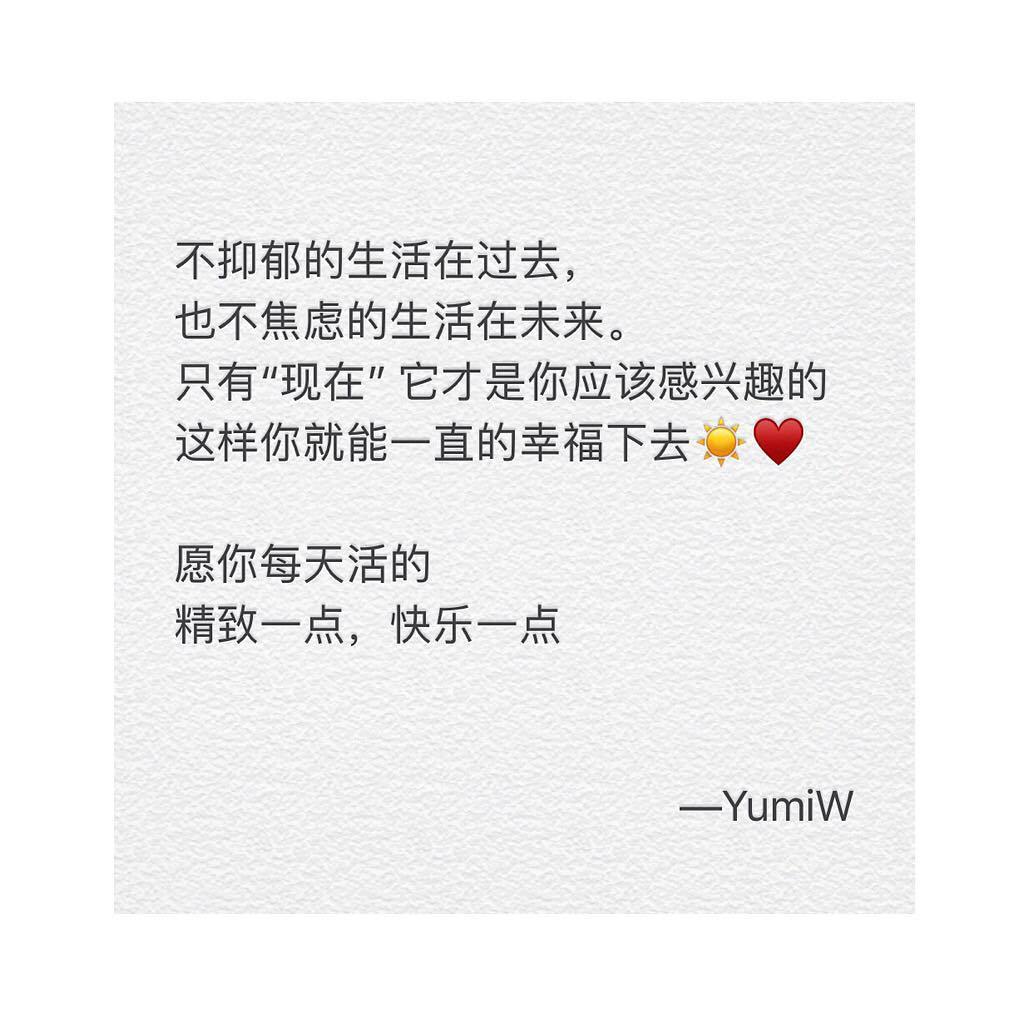 不抑郁的生活在过去，
也不焦虑的生活在未来。
只有“现在” 它才是你应该感兴趣的
这样你就能一直的幸福下去☀️♥️
愿你每天活的
精致一点，快乐一点
—YumiW